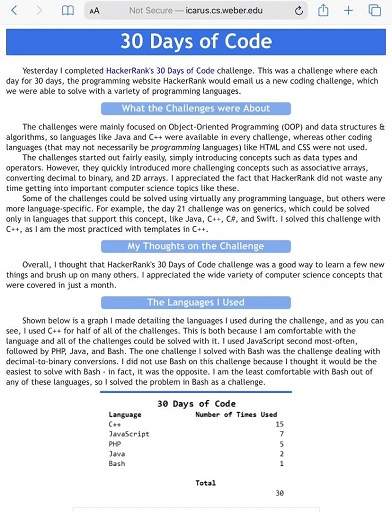 AA
Not Secure — icarus.cs.weber.edu
30 Days of Code
Yesterday I completed HackerRank's 30 Days of Code challenge. This was a challenge where each
day for 30 days, the programming website HackerRank would email us a new coding challenge, which
we were able to solve with a variety of programming languages.
What the Challenges were About
The challenges were mainly focused on Object-Oriented Programming (OOP) and data structures &
algorithms, so languages like Java and C++ were available in every challenge, whereas other coding
languages (that may not necessarily be programming languages) like HTML and CSS were not used.
The challenges started out fairly easily, simply introducing concepts such as data types and
operators. However, they quickly introduced more challenging concepts such as associative arrays,
converting decimal to binary, and 2D arrays. I appreciated the fact that HackerRank did not waste any
time getting into important computer science topics like these.
Some of the challenges could be solved using virtually any programming language, but others were
more language-specific. For example, the day 21 challenge was on generics, which could be solved
only in languages that support this concept, like Java, C++, C#, and Swift. I solved this challenge with
C++, as I am the most practiced with templates in C++.
My Thoughts on the Challenge
Overall, I thought that HackerRank's 30 Days of Code challenge was a good way to learn a few new
things and brush up on many others. I appreciated the wide variety of computer science concepts that
were covered in just a month.
The Languages I Used
Shown below is a graph I made detailing the languages I used during the challenge, and as you can
see, I used C++ for half of all of the challenges. This is both because I am comfortable with the
language and all of the challenges could be solved with it. I used JavaScript second most-often,
followed by PHP, Java, and Bash. The one challenge I solved with Bash was the challenge dealing with
decimal-to-binary conversions. I did not use Bash on this challenge because I thought it would be the
easiest to solve with Bash - in fact, it was the opposite. I am the least comfortable with Bash out of
any of these languages, so I solved the problem in Bash as a challenge.
30 Days of Code
Language Number of Times Used
C++ 15
JavaScript 7
PHP 5
Java 2
Bash 1
Total
30